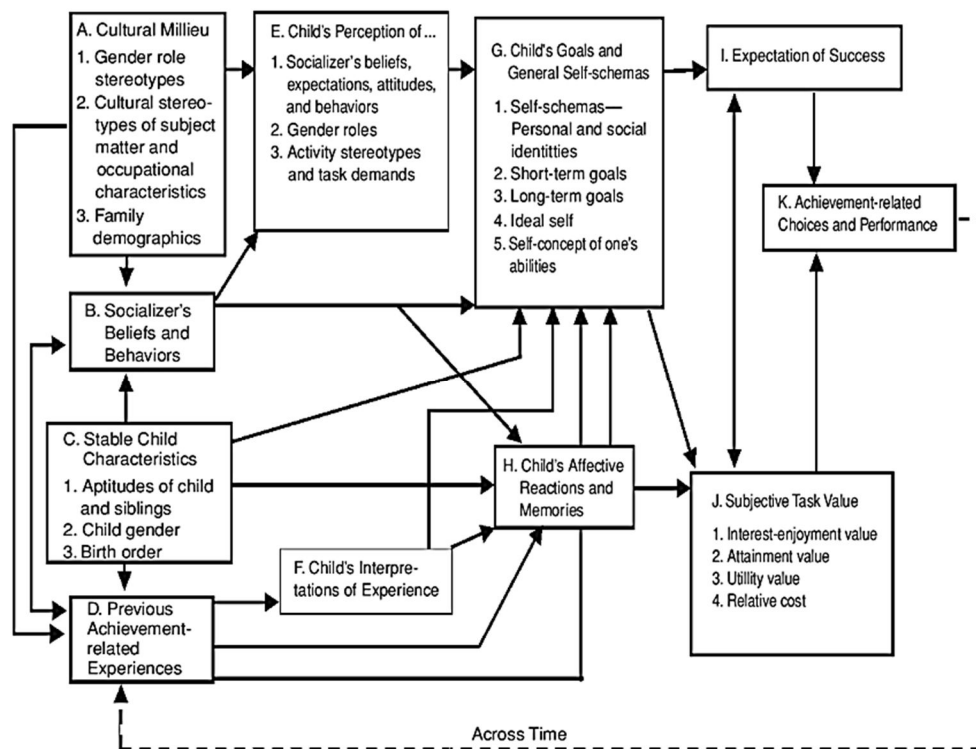 A. Cultural Millieu
1. Gender role
stereotypes
2. Cultural stereo-
types of subject
matter and
occupational
characteristics
3. Family
demographics
B. Socializer's
Beliefs and
Behaviors
C. Stable Child
Characteristics
1. Aptitudes of child
and siblings
2. Child gender
3. Birth order
D. Previous
Achievement-
related
Experiences
E. Child's Perception of ...
1. Socializer's beliefs,
expectations, attitudes,
and behaviors
2. Gender roles
3. Activity stereotypes
and task demands
F. Child's Interpre-
tations of Experience
G. Child's Goals and
General Self-schemas
1. Self-schemas—
Personal and social
identitties
2. Short-term goals
3. Long-term goals
4. Ideal self
5. Self-concept of one's
abilities
H. Child's Affective
Reactions and
Memories
I. Expectation of Success
J. Subjective Task Value
1. Interest-enjoyment value
2. Attainment value
3. Utillity value
4. Relative cost
K. Achievement-related
Choices and Performance
Across Time